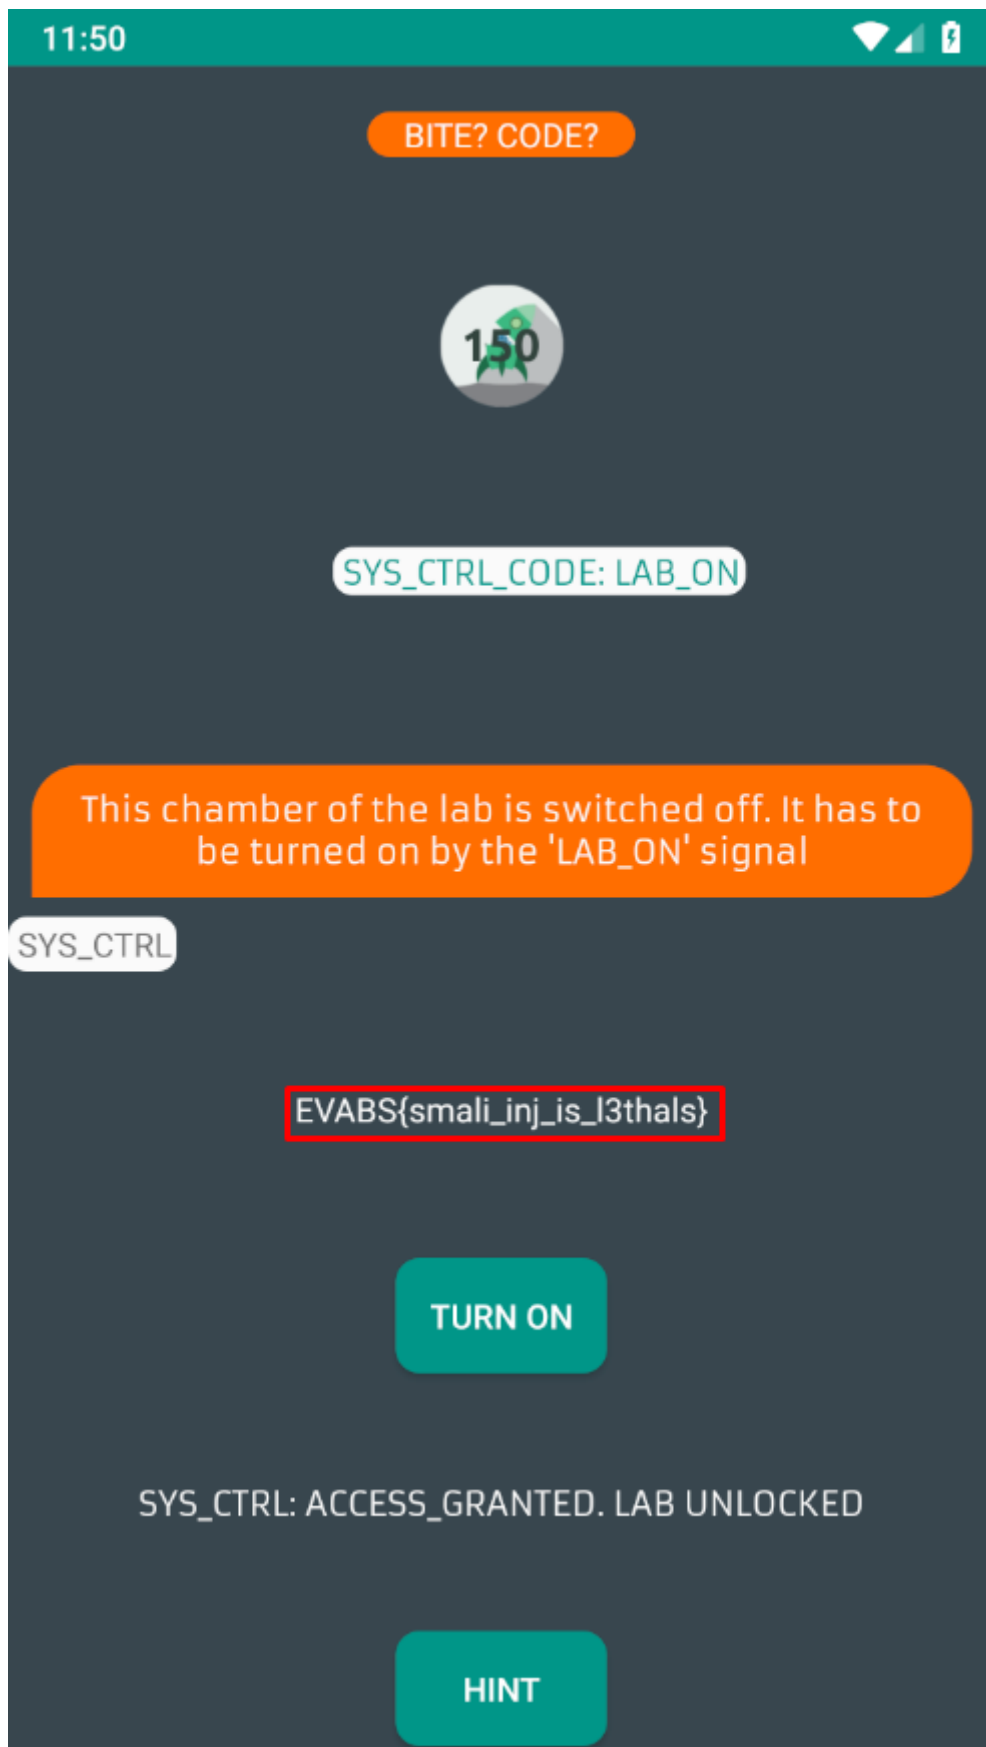 11:50
BITE? CODE?
150
SYS_CTRL_CODE: LAB_ON
This chamber of the lab is switched off. It has to
be turned on by the 'LAB_ON' signal
SYS_CTRL
EVABS{smali_inj_is_l3thals}
TURN ON
SYS_CTRL: ACCESS_GRANTED. LAB UNLOCKED
HINT